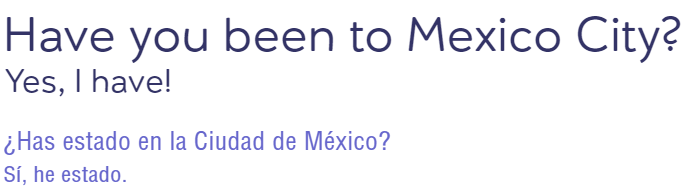 Have you been to Mexico City?
Yes, I have!
¿Has estado en la Ciudad de México?
Sí, he estado.